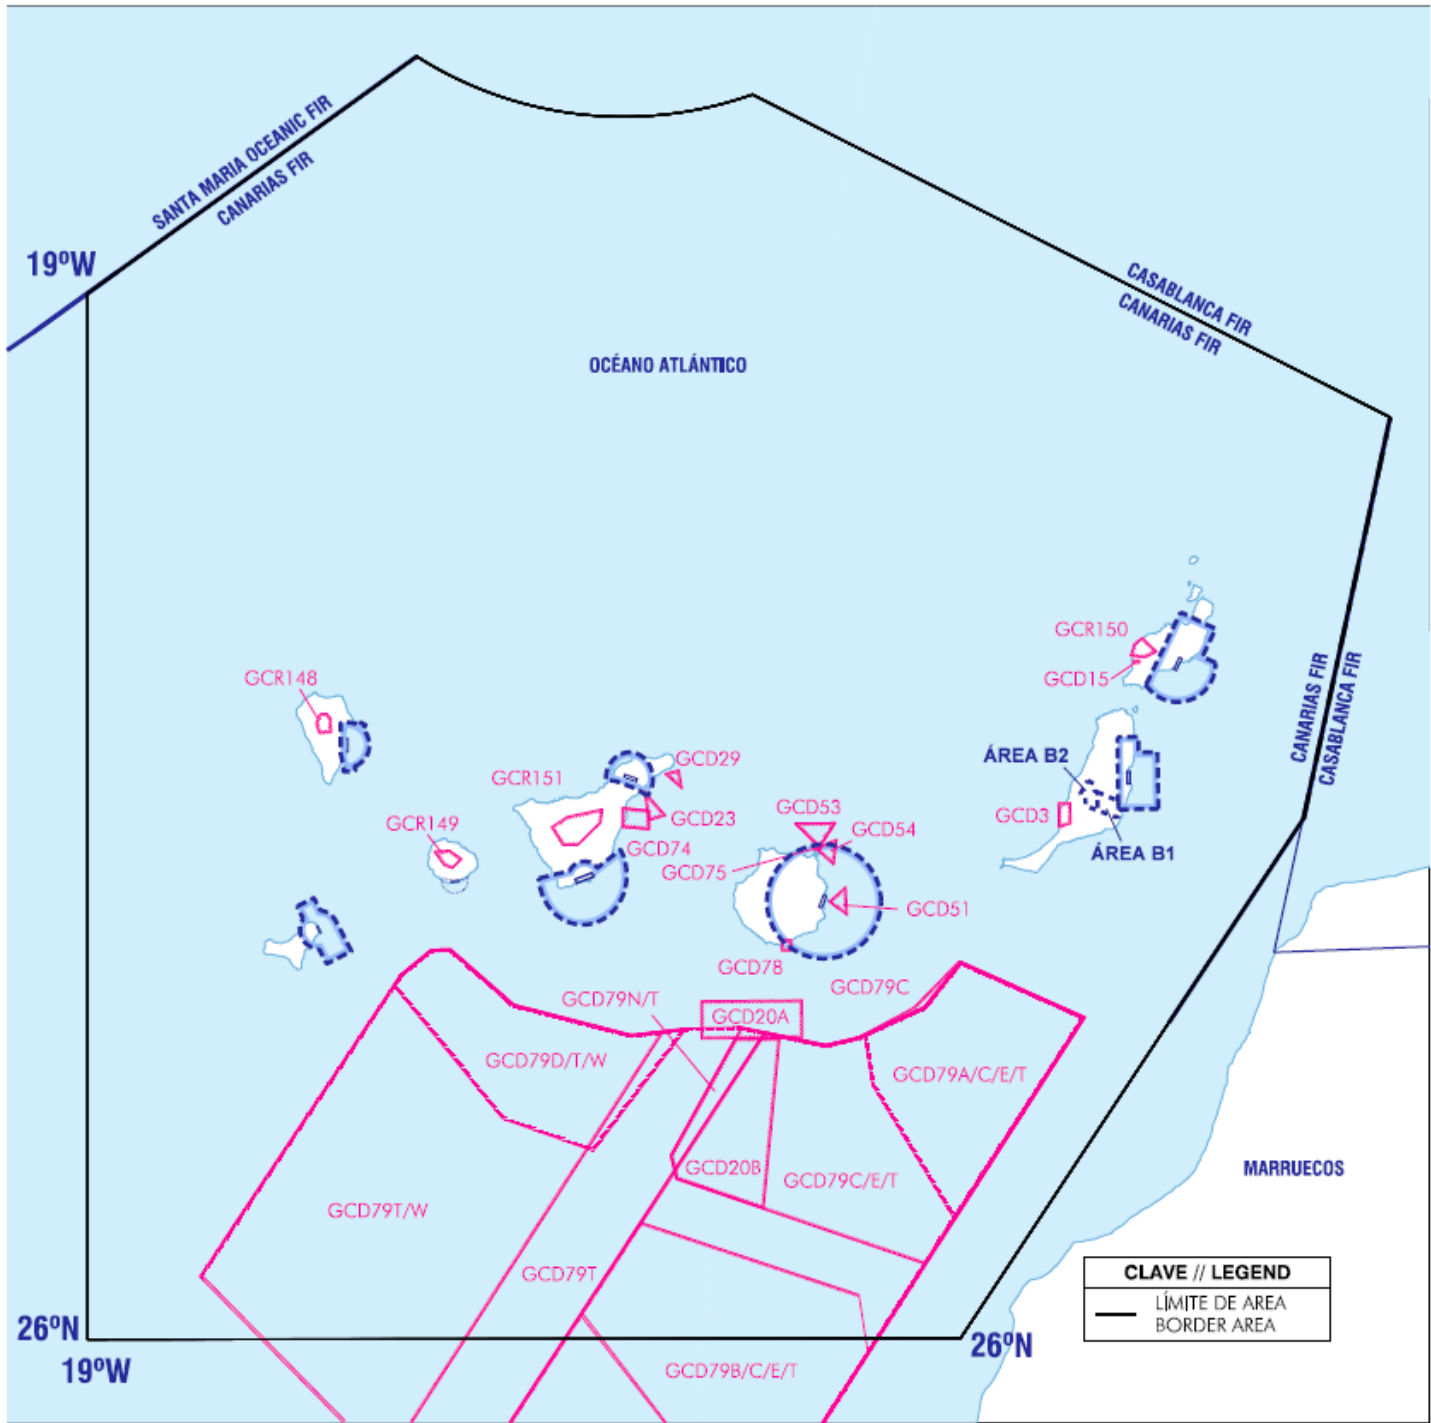 SANTA MARIA OCEANIC FIR
CANARIAS FIR
19ºW
CASABLANCA FIR
CANARIAS FIR
OCÉANO ATLÁNTICO
GCR150
GCD15
CANARIAS FIR
CASABLANCA FIR
GCR148
GCD29
ÁREA B2
GCR151
GCD53
GCD3
GCD23
GCR149
GCD54
GCD74
ÁREA B1
GCD75
GCD51
GCD78
GCD79C
GCD79N/T
GCD20A
GCD79D/T/W
GCD79A/C/E/T
GCD20B
GCD79C/E/T
MARRUECOS
GCD79T/W
GCD79T
CLAVE // LEGEND
LÍMITE DE AREA
BORDER AREA
26ºN
26ºN
19ºW
GCD79B/C/E/T